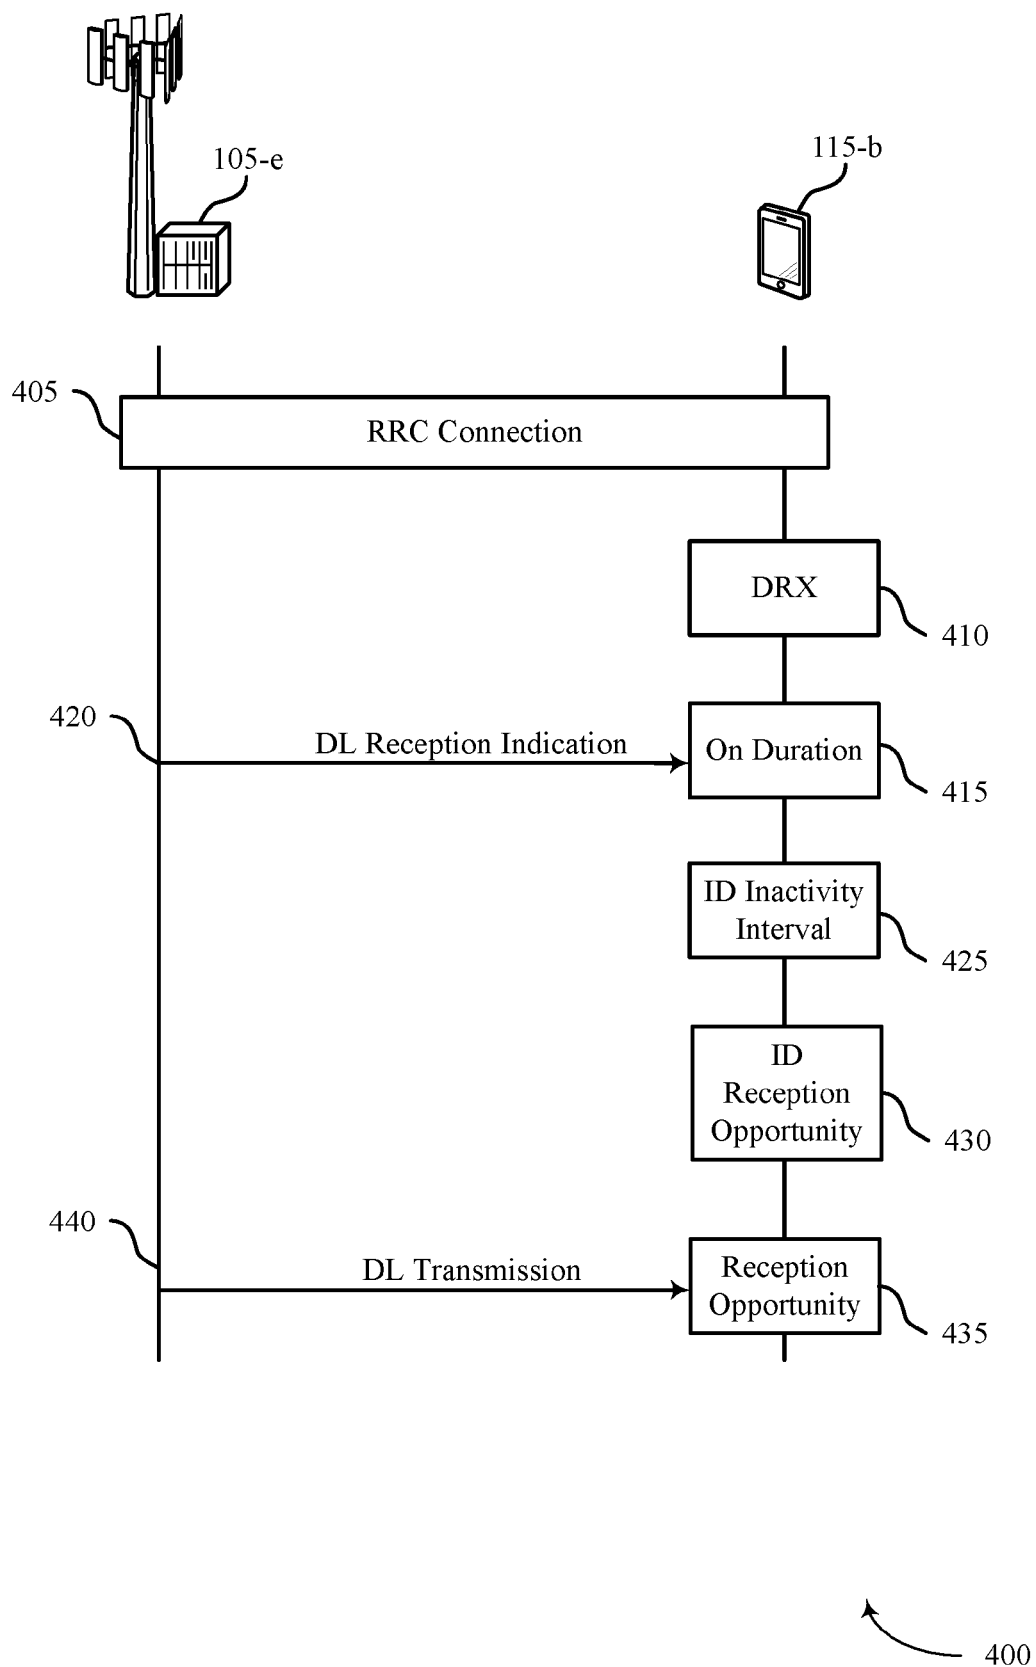 105-e
115-b
405
RRC Connection
DRX
410
420
DL Reception Indication
On Duration
415
ID Inactivity
Interval
425
ID
Reception
Opportunity
430
440
DL Transmission
Reception
Opportunity
435
400